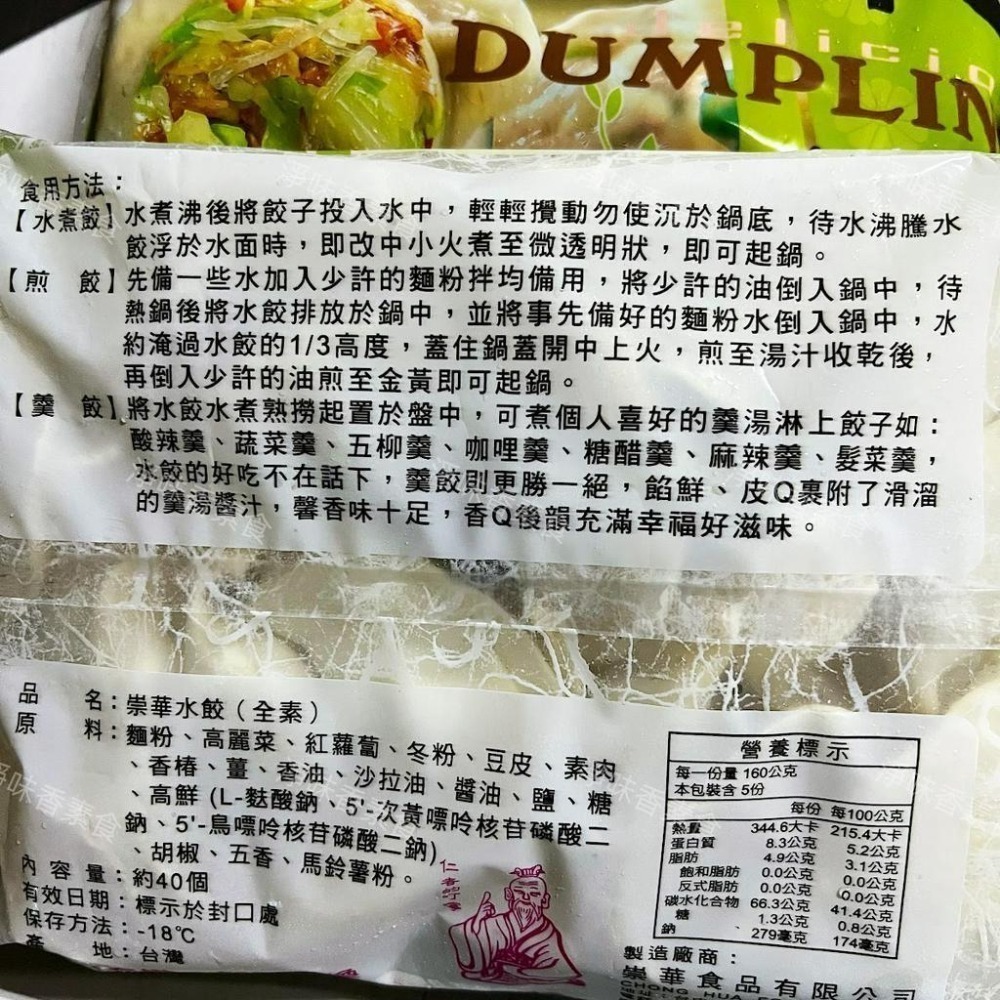 DUMPLIN
食用方法：
【水煮餃】水煮沸後將餃子投入水中，輕輕攪動勿使沉於鍋底，待水沸騰水
餃浮於水面時，即改中小火煮至微透明狀，即可起鍋。
【煎 餃】先備一些水加入少許的麵粉拌均備用，將少許的油倒入鍋中，待
熱鍋後將水餃排放於鍋中，並將事先備好的麵粉水倒入鍋中，水
約淹過水餃的1/3高度，蓋住鍋蓋開中上火，煎至湯汁收乾後，
再倒入少許的油煎至金黃即可起鍋。
【羹 餃】將水餃水煮熟撈起置於盤中，可煮個人喜好的羹湯淋上餃子如：
酸辣羹、蔬菜羹、五柳羹、咖哩羹、糖醋羹、麻辣羹、髮菜羹，
水餃的好吃不在話下，羹餃則更勝一絕，餡鮮、皮Q裹附了滑溜
的羹湯醬汁，馨香味十足，香Q後韻充滿幸福好滋味。
品 名：崇華水餃（全素）
原 料：麵粉、高麗菜、紅蘿蔔、冬粉、豆皮、素肉
、香椿、薑、香油、沙拉油、醬油、鹽、糖
、高鮮 (L-麩酸鈉、5'-次黃嘌呤核苷磷酸二
鈉、5'-鳥嘌呤核苷磷酸二鈉)
、胡椒、五香、馬鈴薯粉。
內容量：約40個
有效日期：標示於封口處
保存方法：-18℃
產 地：台灣
營養標示
每一份量 160公克
本包裝含 5份
每份 每100公克
熱量 344.6大卡 215.4大卡
蛋白質 8.3公克 5.2公克
脂肪 4.9公克 3.1公克
飽和脂肪 0.0公克 0.0公克
反式脂肪 0.0公克 0.0公克
碳水化合物 66.3公克 41.4公克
糖 1.3公克 0.8公克
鈉 279毫克 174毫克
製造廠商：
崇華食品有限公司
CHONG HUA